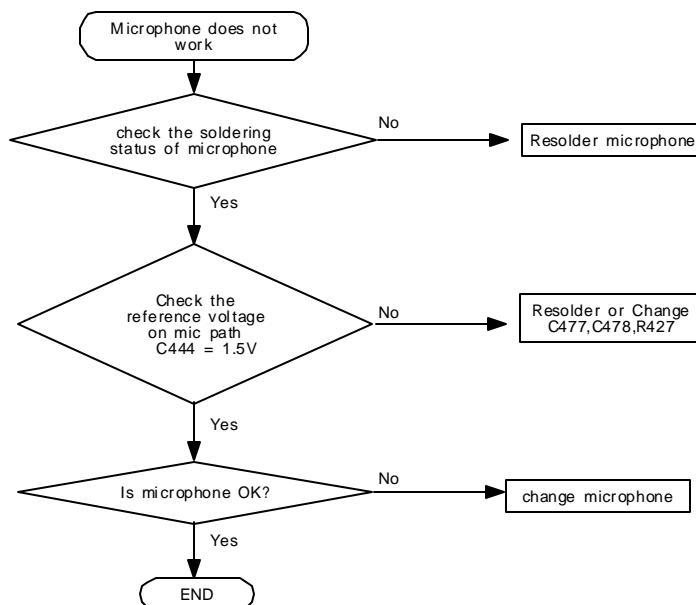 Microphone does not
work
check the soldering
status of microphone
No
Resolder microphone
Yes
Check the
reference voltage
on mic path
C444 = 1.5V
No
Resolder or Change
C477,C478,R427
Yes
Is microphone OK?
No
change microphone
Yes
END